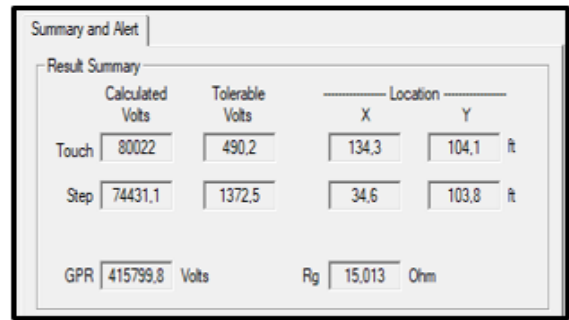 Summary and Alert
Result Summary
Calculated Tolerable ---------------- Location ----------------
Volts Volts X Y
Touch 80022 490,2 134,3 104,1 ft
Step 74431,1 1372,5 34,6 103,8 ft
GPR 415799,8 Volts Rg 15,013 Ohm